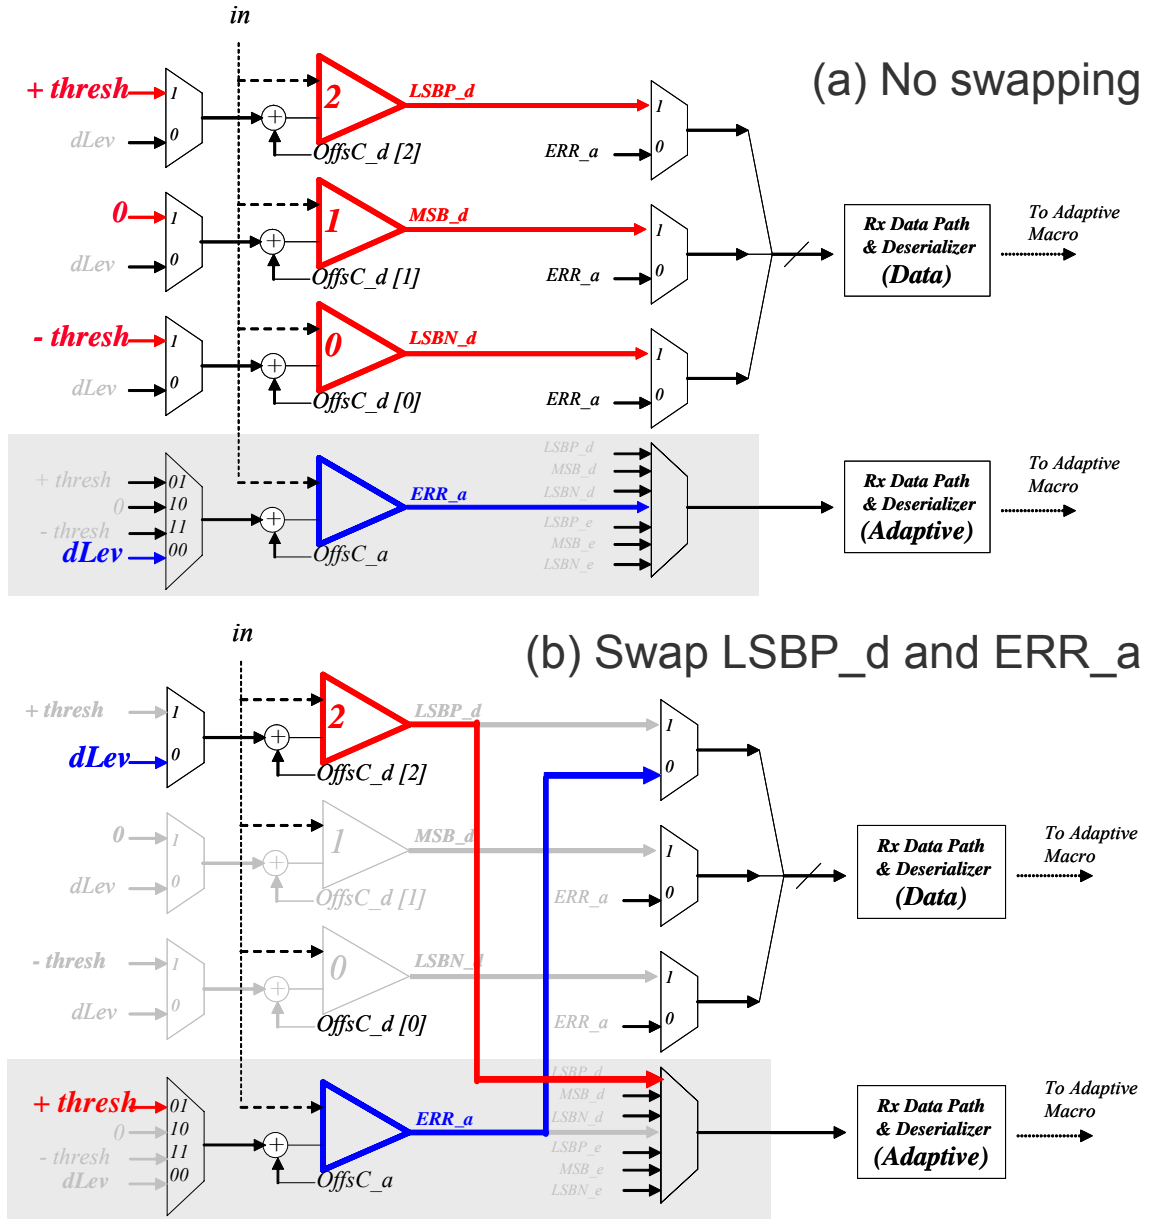 in
(a) No swapping
+ thresh
1
2
LSBP_d
1
dLev
0
+
OffsC_d [2]
ERR_a
0
0
1
1
MSB_d
1
dLev
0
+
OffsC_d [1]
ERR_a
0
Rx Data Path
& Deserializer
(Data)
To Adaptive
Macro
- thresh
1
0
LSBN_d
1
dLev
0
+
OffsC_d [0]
ERR_a
0
+ thresh
01
0
10
- thresh
11
dLev
00
+
OffsC_a
ERR_a
LSBP_d
MSB_d
LSBN_d
LSBP_e
MSB_e
LSBN_e
Rx Data Path
& Deserializer
(Adaptive)
To Adaptive
Macro
in
(b) Swap LSBP_d and ERR_a
+ thresh
1
2
LSBP_d
1
dLev
0
+
OffsC_d [2]
0
0
1
1
MSB_d
1
dLev
0
+
OffsC_d [1]
ERR_a
0
Rx Data Path
& Deserializer
(Data)
To Adaptive
Macro
- thresh
1
0
LSBN_d
1
dLev
0
+
OffsC_d [0]
ERR_a
0
+ thresh
01
0
10
- thresh
11
dLev
00
+
OffsC_a
ERR_a
LSBP_d
MSB_d
LSBN_d
LSBP_e
MSB_e
LSBN_e
Rx Data Path
& Deserializer
(Adaptive)
To Adaptive
Macro